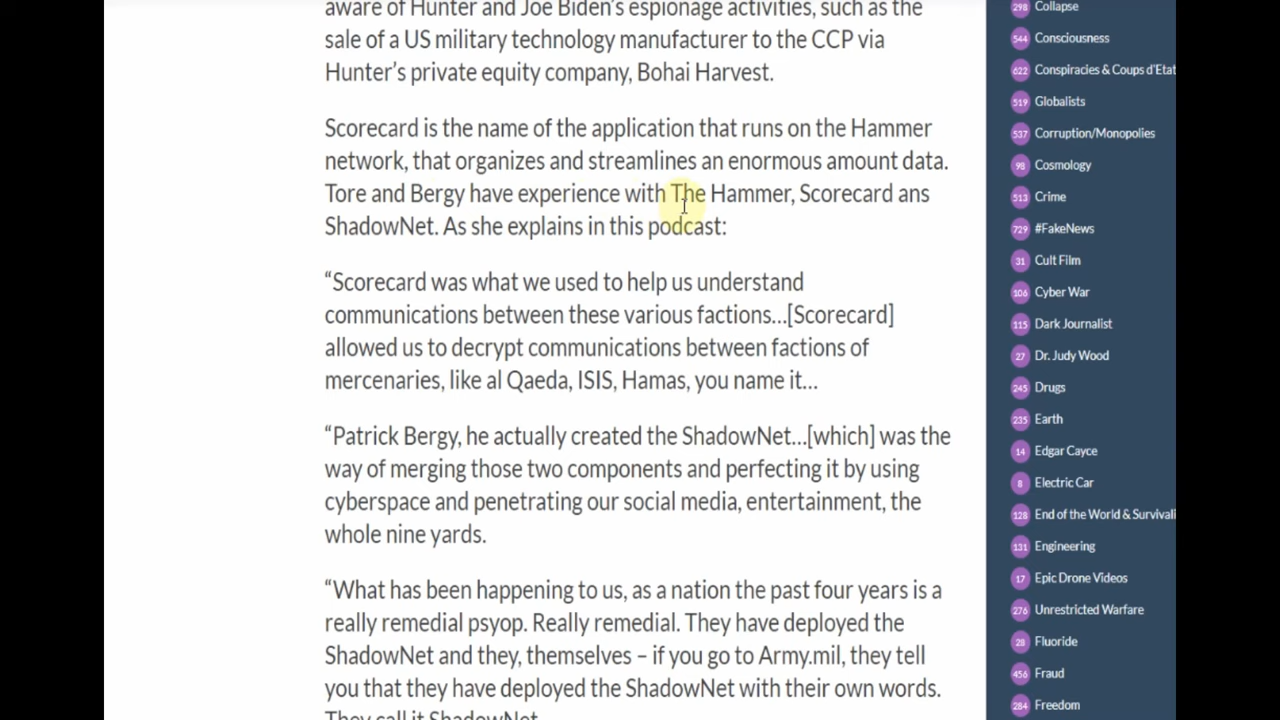 aware of Hunter and Joe Biden's espionage activities, such as the
sale of a US military technology manufacturer to the CCP via
Hunter's private equity company, Bohai Harvest.
Scorecard is the name of the application that runs on the Hammer
network, that organizes and streamlines an enormous amount data.
Tore and Bergy have experience with The Hammer, Scorecard ans
ShadowNet. As she explains in this podcast:
“Scorecard was what we used to help us understand
communications between these various factions…[Scorecard]
allowed us to decrypt communications between factions of
mercenaries, like al Qaeda, ISIS, Hamas, you name it…
“Patrick Bergy, he actually created the ShadowNet…[which] was the
way of merging those two components and perfecting it by using
cyberspace and penetrating our social media, entertainment, the
whole nine yards.
“What has been happening to us, as a nation the past four years is a
really remedial psyop. Really remedial. They have deployed the
ShadowNet and they, themselves – if you go to Army.mil, they tell
you that they have deployed the ShadowNet with their own words.
They call it ShadowNet.
298 Collapse
544 Consciousness
622 Conspiracies & Coups d'Etat
519 Globalists
537 Corruption/Monopolies
98 Cosmology
513 Crime
729 #FakeNews
31 Cult Film
106 Cyber War
115 Dark Journalist
27 Dr. Judy Wood
245 Drugs
235 Earth
14 Edgar Cayce
8 Electric Car
128 End of the World & Survivali
131 Engineering
17 Epic Drone Videos
276 Unrestricted Warfare
28 Fluoride
456 Fraud
284 Freedom